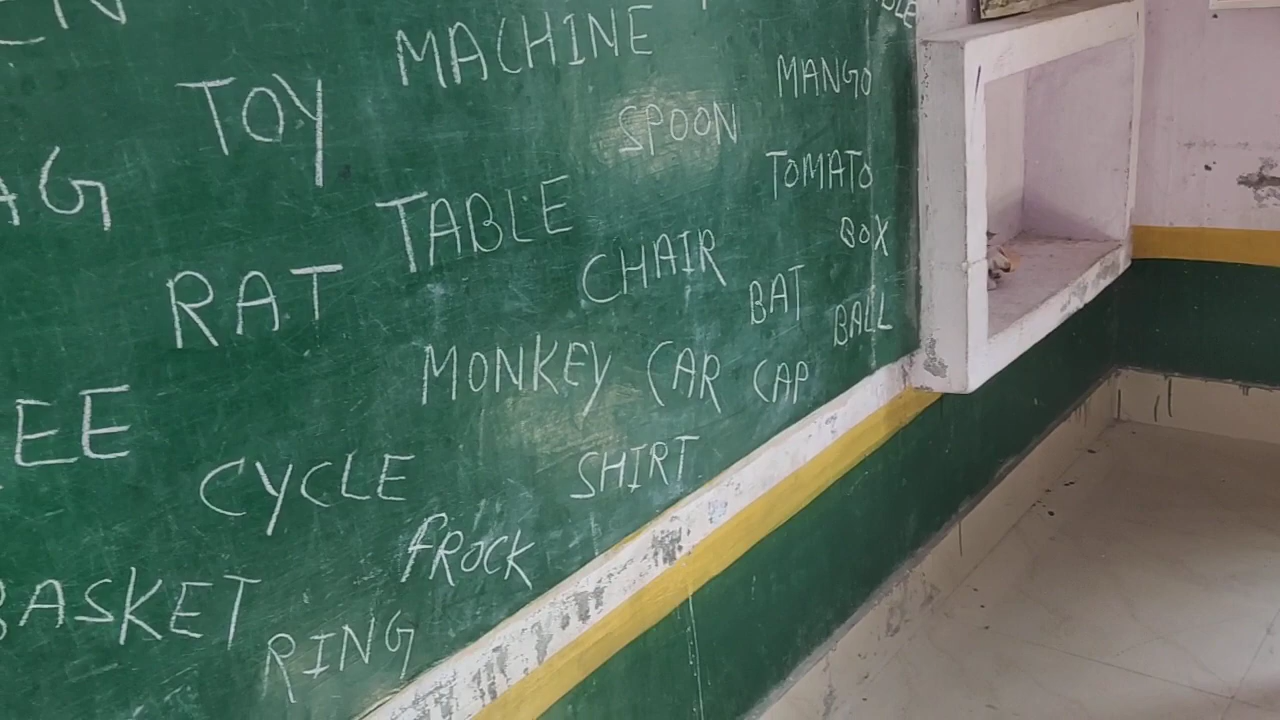 MACHINE
TOY
MANGO
SPOON
TOMATO
TABLE
BOX
CHAIR
RAT
BAT
BALL
MONKEY
CAR
CAP
CYCLE
SHIRT
FROCK
BASKET
RING